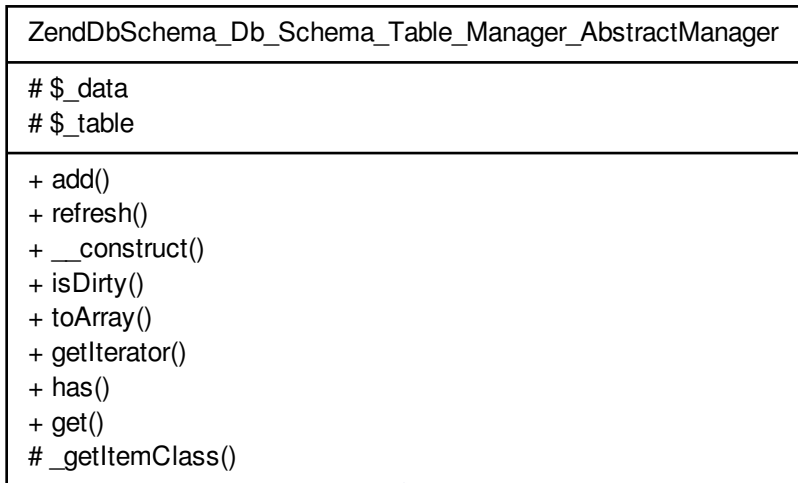 ZendDbSchema_Db_Schema_Table_Manager_AbstractManager
# $_data
# $_table
+ add()
+ refresh()
+ __construct()
+ isDirty()
+ toArray()
+ getIterator()
+ has()
+ get()
# _getItemClass()